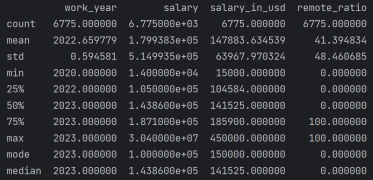 work_year salary salary_in_usd remote_ratio
count 6775.000000 6.775000e+03 6775.000000 6775.000000
mean 2022.659779 1.799383e+05 147883.634539 41.394834
std 0.594581 5.149935e+05 63967.970324 48.460685
min 2020.000000 1.400000e+04 15000.000000 0.000000
25% 2022.000000 1.050000e+05 104584.000000 0.000000
50% 2023.000000 1.438600e+05 141525.000000 0.000000
75% 2023.000000 1.871000e+05 185900.000000 100.000000
max 2023.000000 3.040000e+07 450000.000000 100.000000
mode 2023.000000 1.000000e+05 150000.000000 0.000000
median 2023.000000 1.438600e+05 141525.000000 0.000000